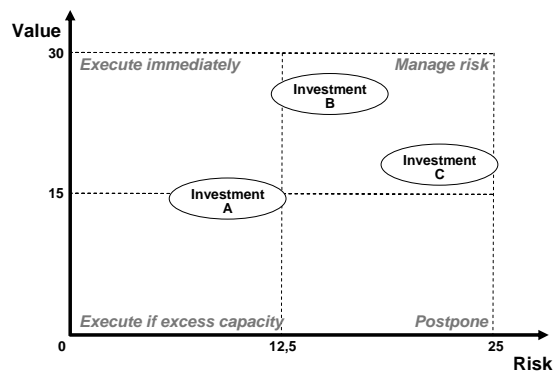 Value
30
Execute immediately
Manage risk
Investment
B
Investment
C
15
Investment
A
Execute if excess capacity
Postpone
0
12,5
25
Risk